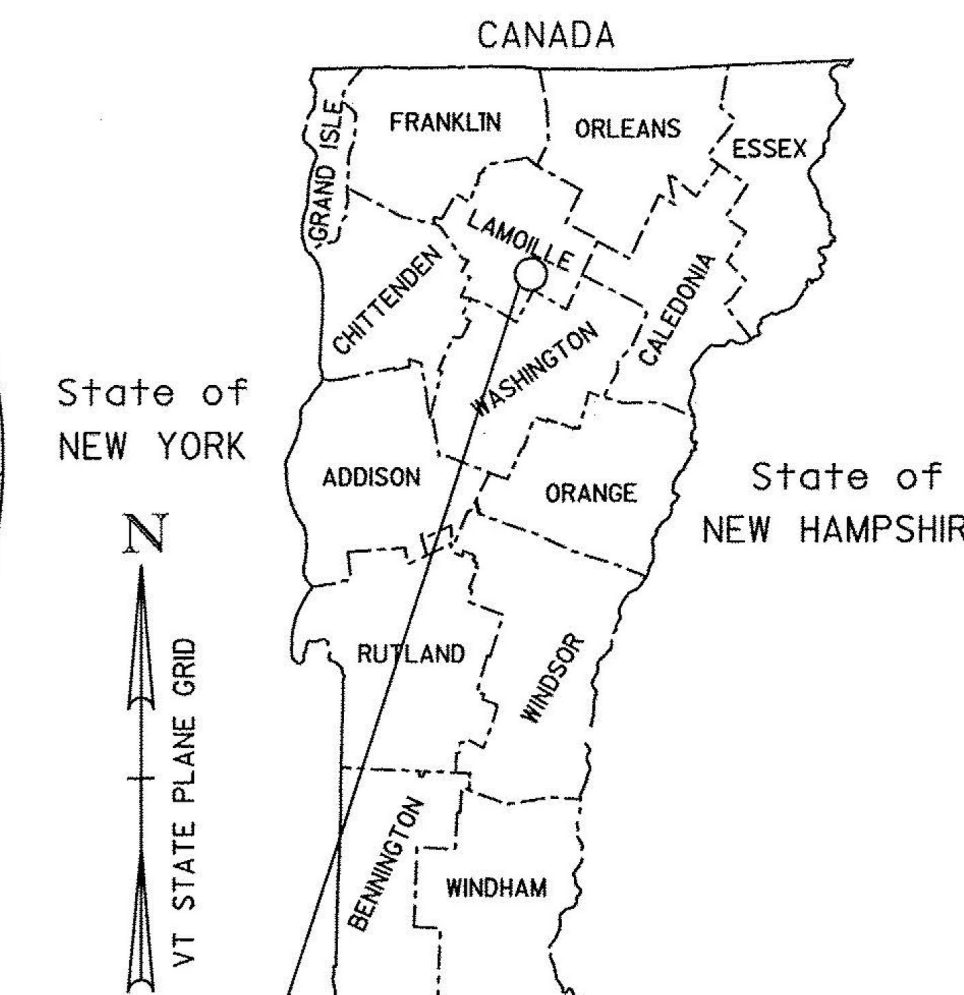 CANADA
GRAND ISLE
FRANKLIN
ORLEANS
ESSEX
LAMOILLE
CHITTENDEN
CALEDONIA
WASHINGTON
State of
NEW YORK
ADDISON
ORANGE
State of
NEW HAMPSHIR
N
VT STATE PLANE GRID
RUTLAND
WINDSOR
BENNINGTON
WINDHAM